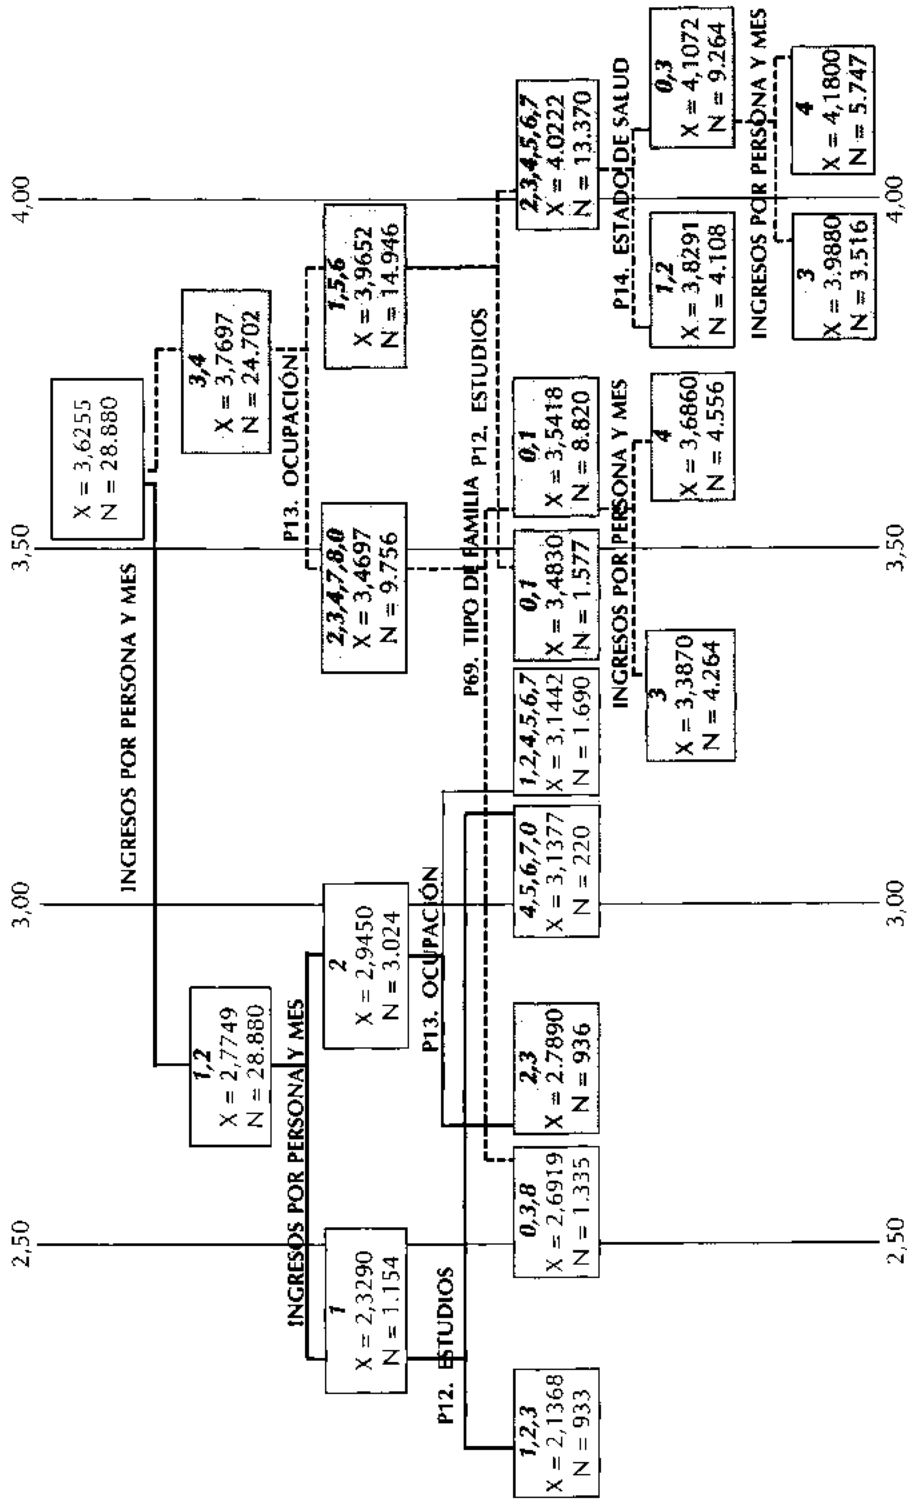 2,50
3,00
3,50
4,00
X = 3,6255
N = 28.880
INGRESOS POR PERSONA Y MES
1,2
X = 2,7749
N = 28.880
3,4
X = 3,7697
N = 24.702
INGRESOS POR PERSONA Y MES
P13. OCUPACIÓN
1
X = 2,3290
N = 1.154
2
X = 2,9450
N = 3.024
2,3,4,7,8,0
X = 3,4697
N = 9.756
1,5,6
X = 3,9652
N = 14.946
P12. ESTUDIOS
P13. OCUPACIÓN
P69. TIPO DE FAMILIA
P12. ESTUDIOS
1,2,3
X = 2,1368
N = 933
0,3,8
X = 2,6919
N = 1.335
2,3
X = 2.7890
N = 936
4,5,6,7,0
X = 3,1377
N = 220
1,2,4,5,6,7
X = 3,1442
N = 1.690
0,1
X = 3,4830
N = 1.577
0,1
X = 3,5418
N = 8.820
2,3,4,5,6,7
X = 4.0222
N = 13.370
INGRESOS POR PERSONA Y MES
P14. ESTADO DE SALUD
3
X = 3,3870
N = 4.264
4
X = 3,6860
N = 4.556
1,2
X = 3,8291
N = 4.108
0,3
X = 4,1072
N = 9.264
INGRESOS POR PERSONA Y MES
3
X = 3.9880
N = 3.516
4
X = 4,1800
N = 5.747
2,50
3,00
3,50
4,00